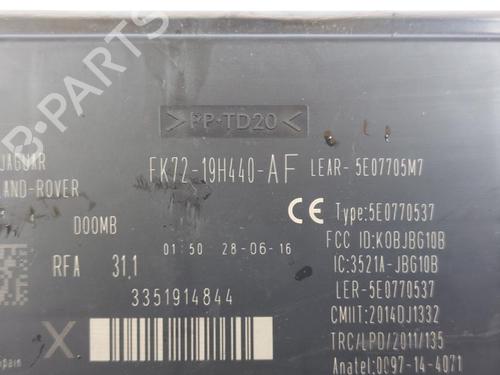 B-PARTS
>PP-TD20<
JAGUAR
LAND-ROVER
FK72-19H440-AF LEAR-5E07705M7
D00MB
CE Type:5E0770537
01:50 28-06-16
FCC ID:KOBJBG10B
RFA 31,1
IC:3521A-JBG10B
LER-5E0770537
3351914844
CMIIT:2014DJ1332
X
TRC/LPD/2011/135
Anatel:0097-14-4071